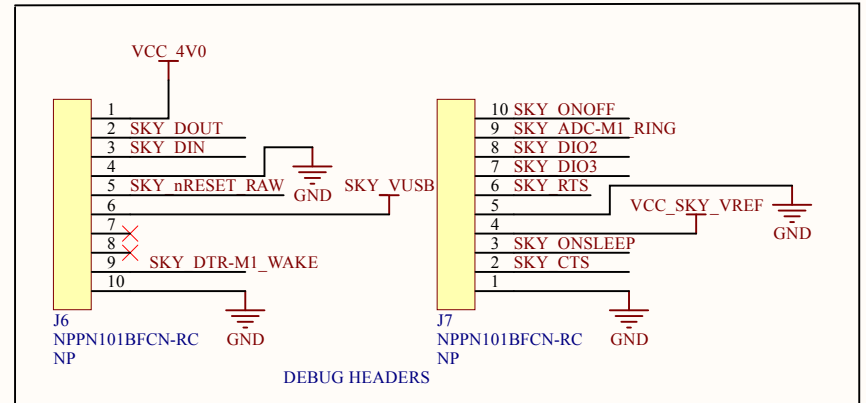 VCC_4V0
1
2 SKY_DOUT
3 SKY_DIN
4
5 SKY_nRESET_RAW
GND
SKY_VUSB
6
7
8
9 SKY_DTR-M1_WAKE
10
J6
NPPN101BFCN-RC
NP
GND
10 SKY_ONOFF
9 SKY_ADC-M1_RING
8 SKY_DIO2
7 SKY_DIO3
6 SKY_RTS
5
VCC_SKY_VREF
GND
4
3 SKY_ONSLEEP
2 SKY_CTS
1
J7
NPPN101BFCN-RC
NP
GND
DEBUG HEADERS